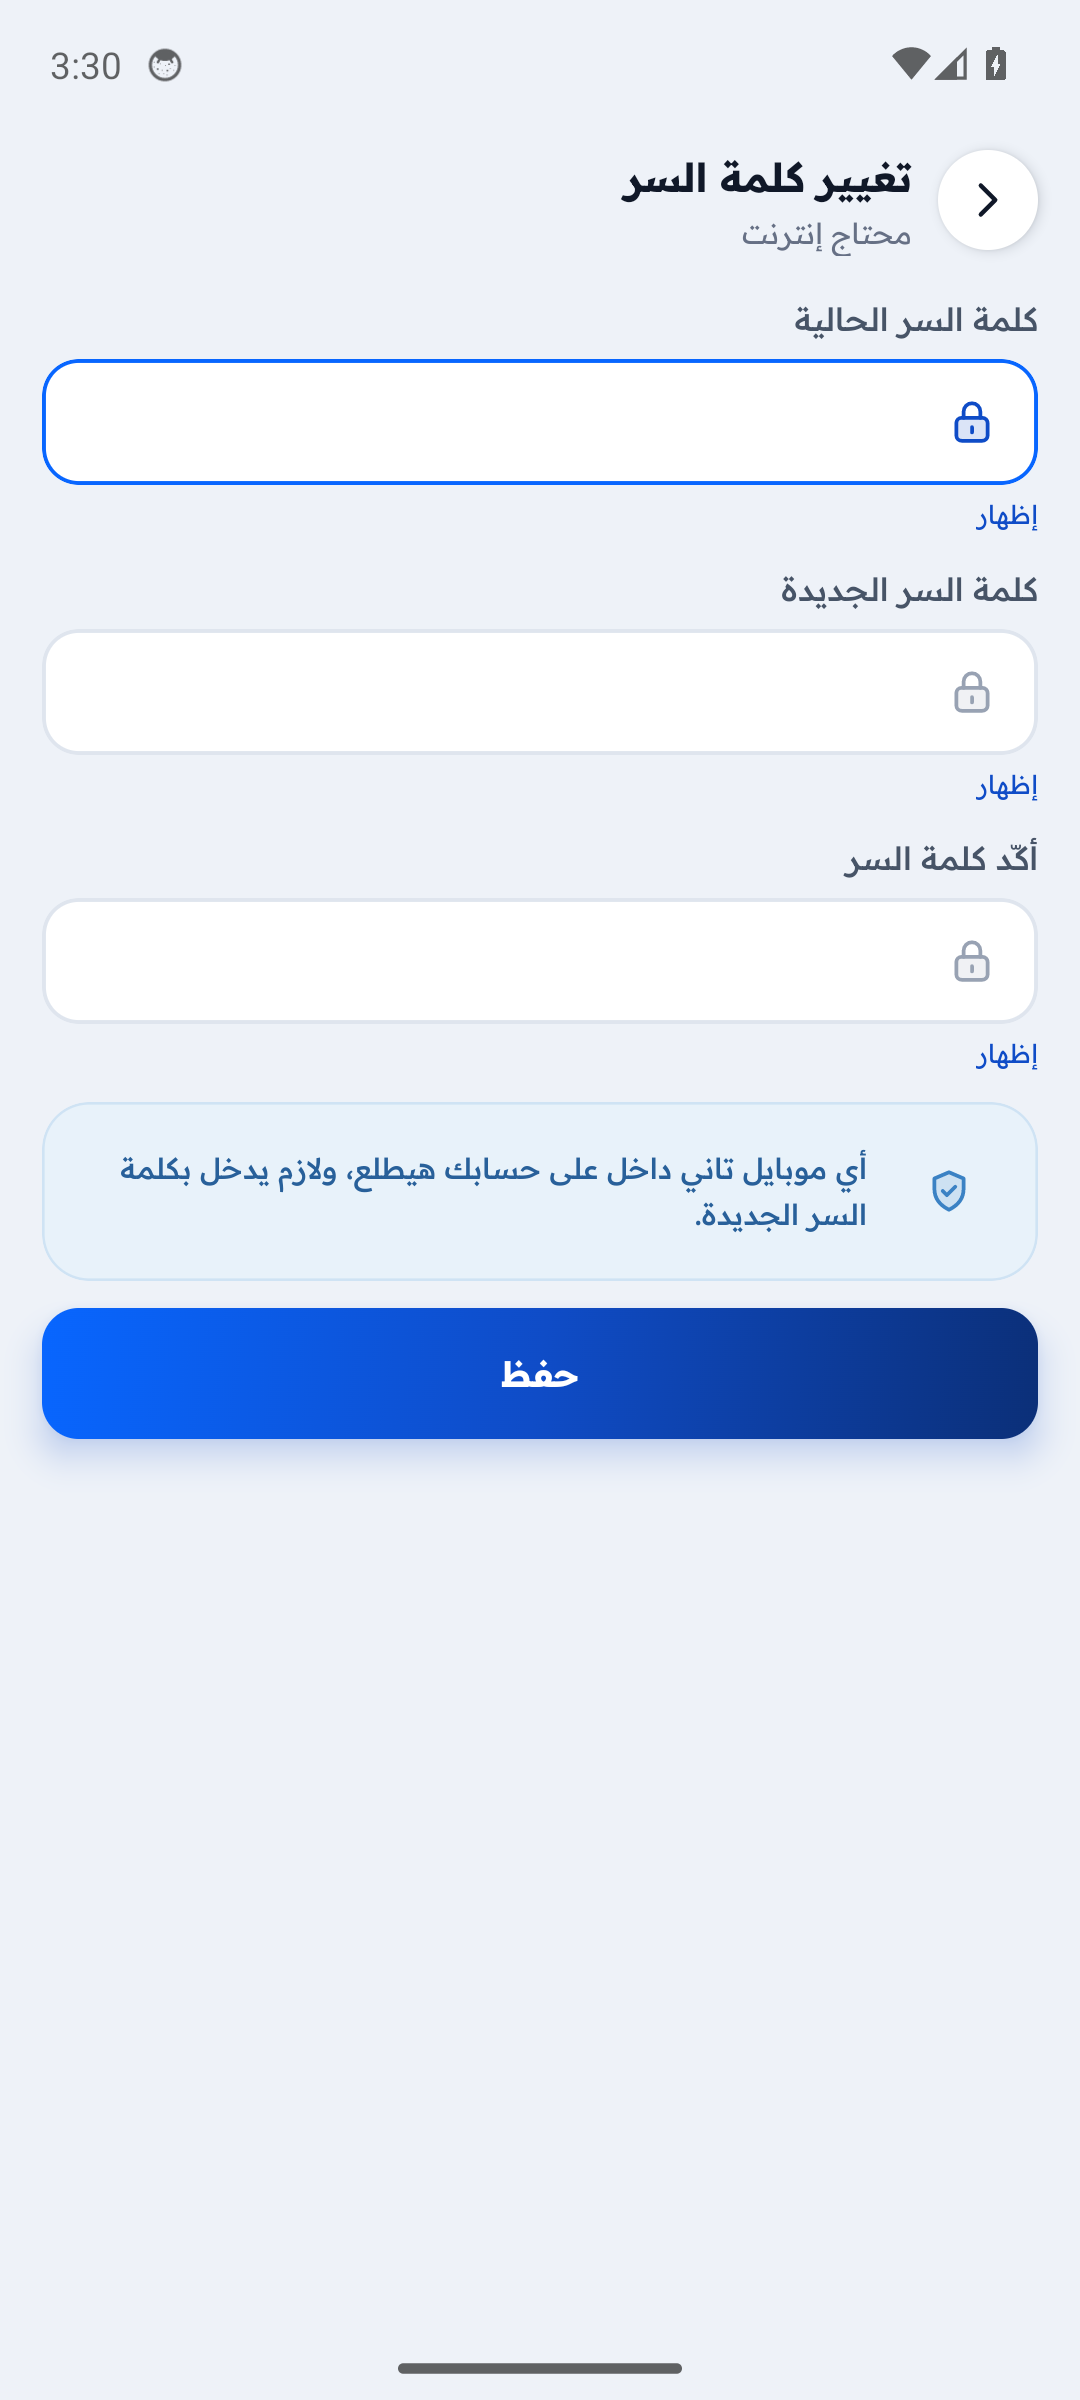 3:30
تغيير كلمة السر
محتاج إنترنت
كلمة السر الحالية
إظهار
كلمة السر الجديدة
إظهار
أكّد كلمة السر
إظهار
أي موبايل تاني داخل على حسابك هيطلع، ولازم يدخل بكلمة
السر الجديدة.
حفظ